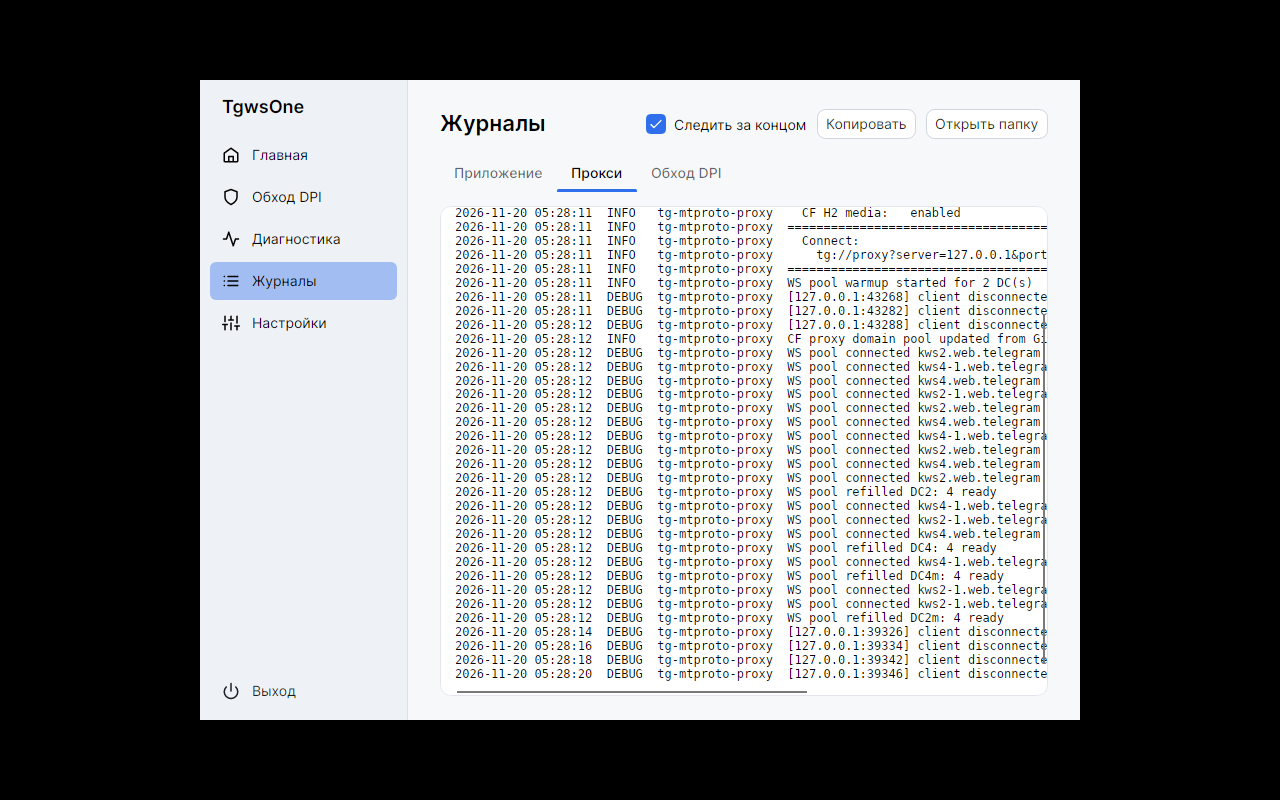 TgwsOne
Главная
Обход DPI
Диагностика
Журналы
Настройки
Выход
Журналы
Следить за концом
Копировать
Открыть папку
Приложение
Прокси
Обход DPI
2026-11-20 05:28:11 INFO tg-mtproto-proxy CF H2 media: enabled
2026-11-20 05:28:11 INFO tg-mtproto-proxy ====================================
2026-11-20 05:28:11 INFO tg-mtproto-proxy Connect:
2026-11-20 05:28:11 INFO tg-mtproto-proxy tg://proxy?server=127.0.0.1&port
2026-11-20 05:28:11 INFO tg-mtproto-proxy ====================================
2026-11-20 05:28:11 INFO tg-mtproto-proxy WS pool warmup started for 2 DC(s)
2026-11-20 05:28:11 DEBUG tg-mtproto-proxy [127.0.0.1:43268] client disconnecte
2026-11-20 05:28:11 DEBUG tg-mtproto-proxy [127.0.0.1:43282] client disconnecte
2026-11-20 05:28:12 DEBUG tg-mtproto-proxy [127.0.0.1:43288] client disconnecte
2026-11-20 05:28:12 INFO tg-mtproto-proxy CF proxy domain pool updated from Gi
2026-11-20 05:28:12 DEBUG tg-mtproto-proxy WS pool connected kws2.web.telegram
2026-11-20 05:28:12 DEBUG tg-mtproto-proxy WS pool connected kws4-1.web.telegra
2026-11-20 05:28:12 DEBUG tg-mtproto-proxy WS pool connected kws4.web.telegram
2026-11-20 05:28:12 DEBUG tg-mtproto-proxy WS pool connected kws2-1.web.telegra
2026-11-20 05:28:12 DEBUG tg-mtproto-proxy WS pool connected kws2.web.telegram
2026-11-20 05:28:12 DEBUG tg-mtproto-proxy WS pool connected kws4.web.telegram
2026-11-20 05:28:12 DEBUG tg-mtproto-proxy WS pool connected kws4-1.web.telegra
2026-11-20 05:28:12 DEBUG tg-mtproto-proxy WS pool connected kws2.web.telegram
2026-11-20 05:28:12 DEBUG tg-mtproto-proxy WS pool connected kws4.web.telegram
2026-11-20 05:28:12 DEBUG tg-mtproto-proxy WS pool connected kws2.web.telegram
2026-11-20 05:28:12 DEBUG tg-mtproto-proxy WS pool refilled DC2: 4 ready
2026-11-20 05:28:12 DEBUG tg-mtproto-proxy WS pool connected kws4-1.web.telegra
2026-11-20 05:28:12 DEBUG tg-mtproto-proxy WS pool connected kws2-1.web.telegra
2026-11-20 05:28:12 DEBUG tg-mtproto-proxy WS pool connected kws4.web.telegram
2026-11-20 05:28:12 DEBUG tg-mtproto-proxy WS pool refilled DC4: 4 ready
2026-11-20 05:28:12 DEBUG tg-mtproto-proxy WS pool connected kws4-1.web.telegra
2026-11-20 05:28:12 DEBUG tg-mtproto-proxy WS pool refilled DC4m: 4 ready
2026-11-20 05:28:12 DEBUG tg-mtproto-proxy WS pool connected kws2-1.web.telegra
2026-11-20 05:28:12 DEBUG tg-mtproto-proxy WS pool connected kws2-1.web.telegra
2026-11-20 05:28:12 DEBUG tg-mtproto-proxy WS pool refilled DC2m: 4 ready
2026-11-20 05:28:14 DEBUG tg-mtproto-proxy [127.0.0.1:39326] client disconnecte
2026-11-20 05:28:16 DEBUG tg-mtproto-proxy [127.0.0.1:39334] client disconnecte
2026-11-20 05:28:18 DEBUG tg-mtproto-proxy [127.0.0.1:39342] client disconnecte
2026-11-20 05:28:20 DEBUG tg-mtproto-proxy [127.0.0.1:39346] client disconnecte